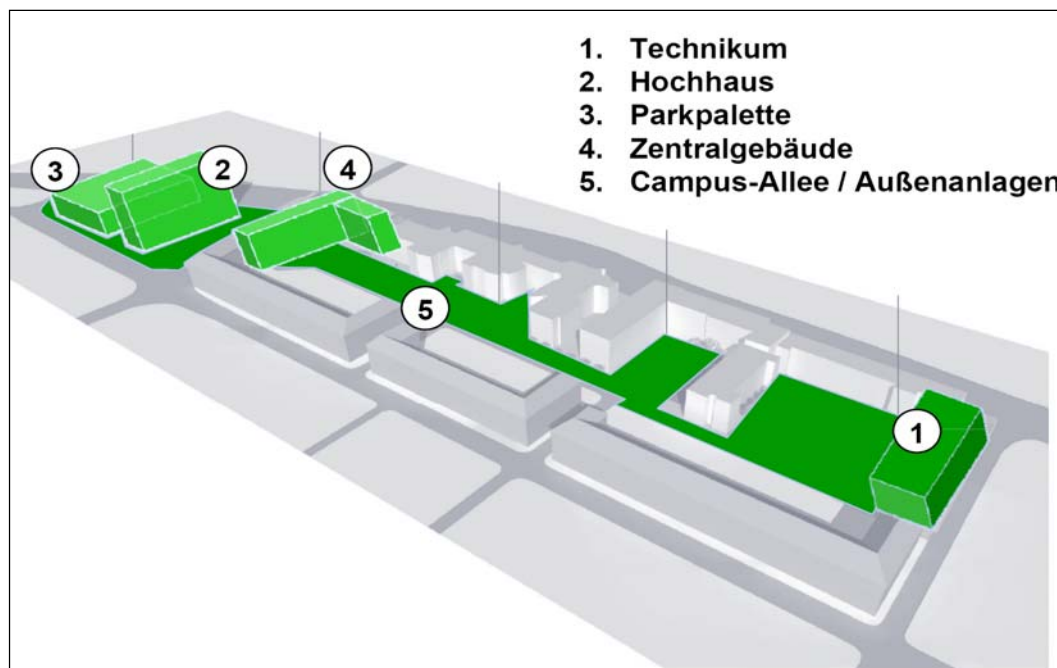 1. Technikum
2. Hochhaus
3. Parkpalette
4. Zentralgebäude
5. Campus-Allee / Außenanlagen
3
2
4
5
1